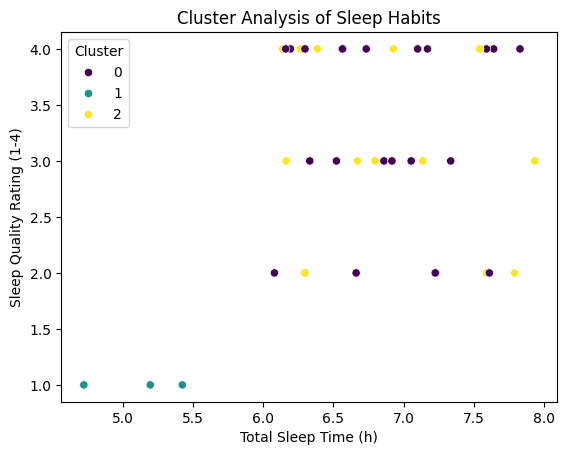 Cluster Analysis of Sleep Habits
Cluster
0
1
2
4.0
3.5
3.0
2.5
2.0
1.5
1.0
Sleep Quality Rating (1-4)
5.0 5.5 6.0 6.5 7.0 7.5 8.0
Total Sleep Time (h)